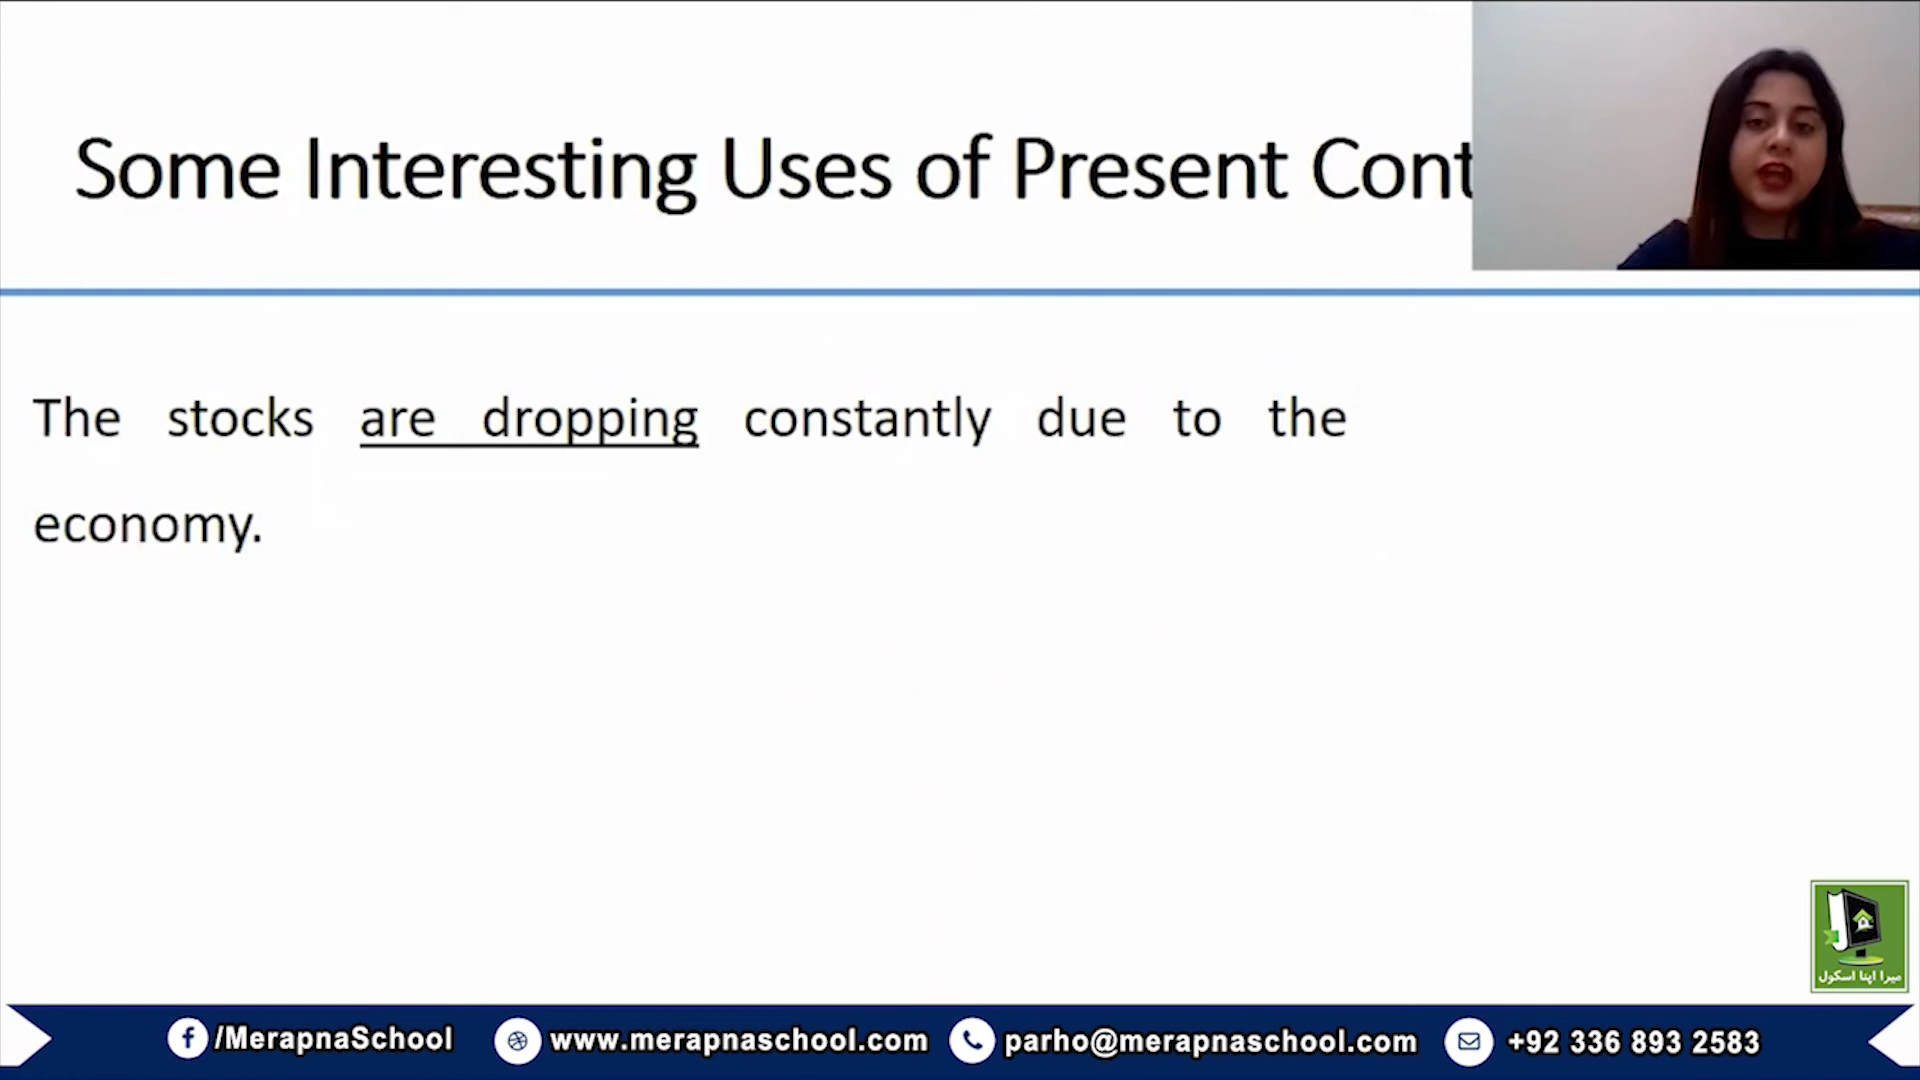 Some Interesting Uses of Present Cont
The stocks are dropping constantly due to the
economy.
میرا اپنا اسکول
/MerapnaSchool www.merapnaschool.com parho@merapnaschool.com +92 336 893 2583